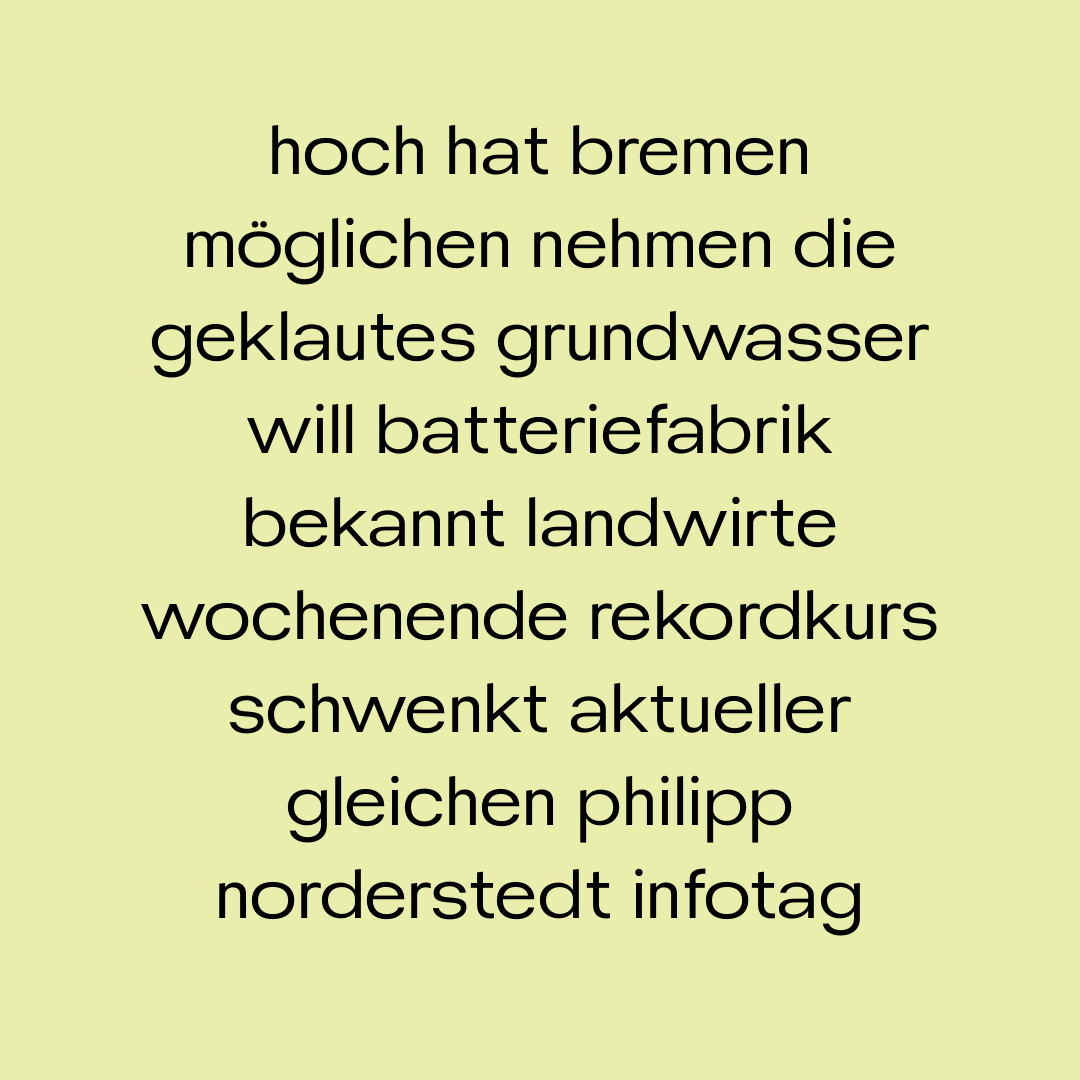 hoch hat bremen
möglichen nehmen die
geklautes grundwasser
will batteriefabrik
bekannt landwirte
wochenende rekordkurs
schwenkt aktueller
gleichen philipp
norderstedt infotag